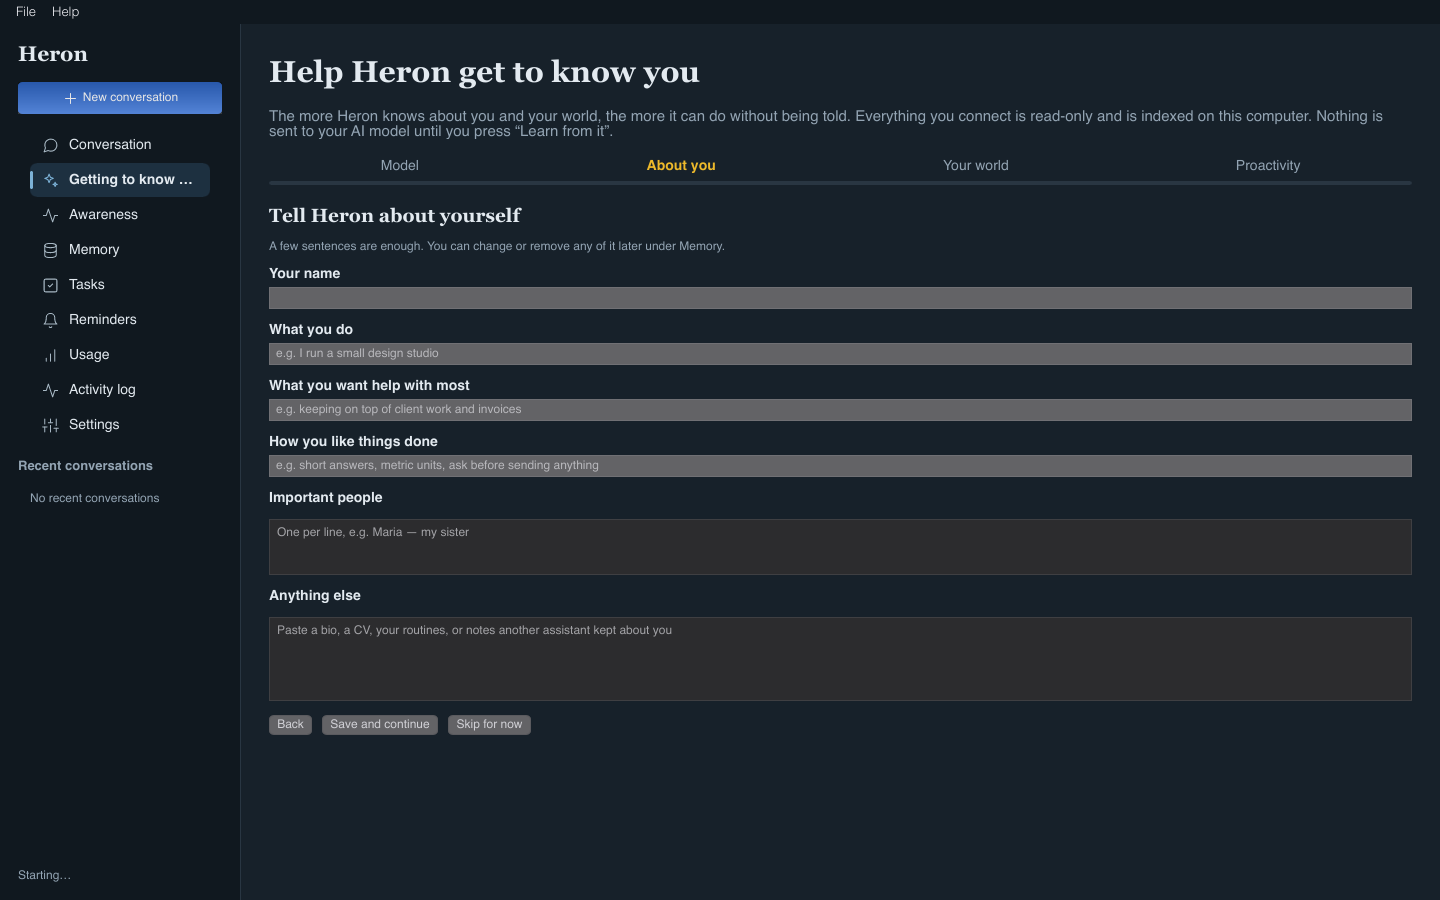 File Help
Heron
New conversation
Conversation
Getting to know ...
Awareness
Memory
Tasks
Reminders
Usage
Activity log
Settings
Recent conversations
No recent conversations
Starting...
Help Heron get to know you
The more Heron knows about you and your world, the more it can do without being told. Everything you connect is read-only and is indexed on this computer. Nothing is
sent to your AI model until you press “Learn from it”.
Model About you Your world Proactivity
Tell Heron about yourself
A few sentences are enough. You can change or remove any of it later under Memory.
Your name
What you do
e.g. I run a small design studio
What you want help with most
e.g. keeping on top of client work and invoices
How you like things done
e.g. short answers, metric units, ask before sending anything
Important people
One per line, e.g. Maria — my sister
Anything else
Paste a bio, a CV, your routines, or notes another assistant kept about you
Back Save and continue Skip for now